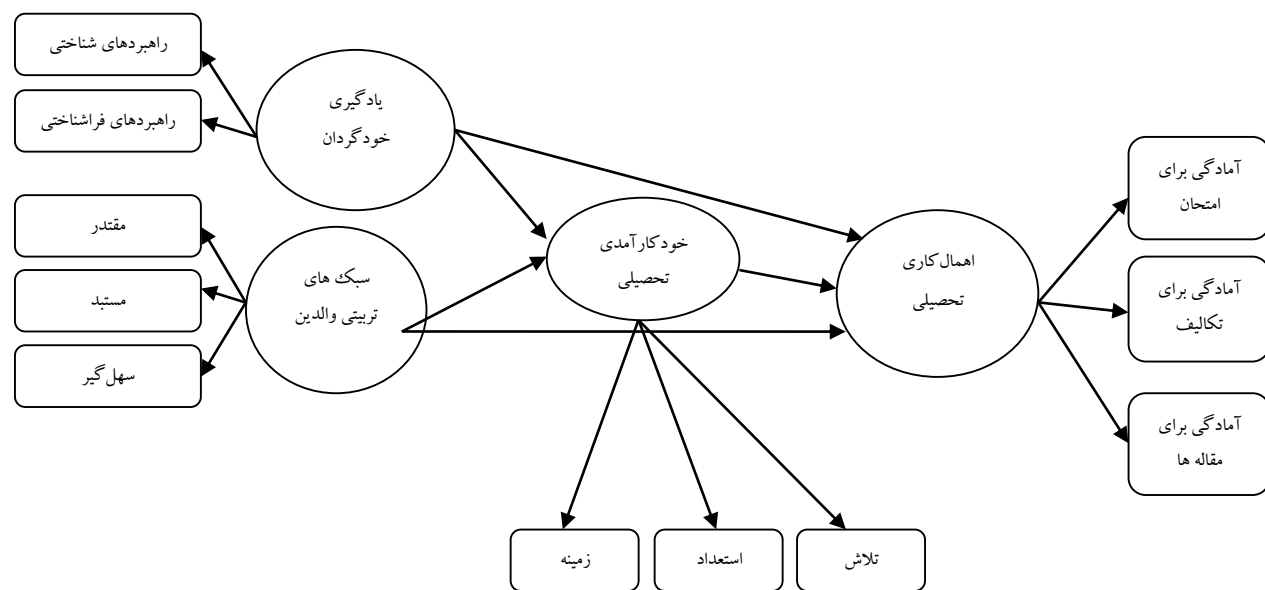 راهبردهای شناختی
راهبردهای فراشناختی
یادگیری
خودگردان
مقتدر
مستبد
سهل‌گیر
سبک های
تربیتی والدین
خودکارآمدی
تحصیلی
اهمال‌کاری
تحصیلی
آمادگی برای
امتحان
آمادگی برای
تکالیف
آمادگی برای
مقاله ها
زمینه
استعداد
تلاش